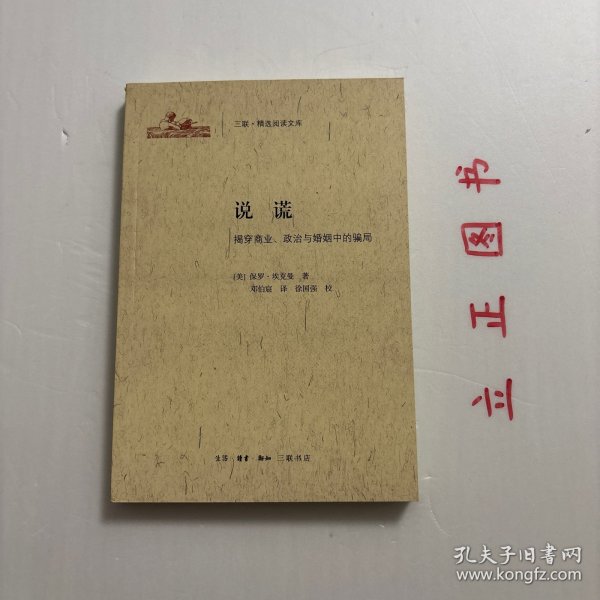 三联·精选阅读文库
说 谎
揭穿商业、政治与婚姻中的骗局
[美] 保罗·埃克曼 著
邓伯宸 译 徐国强 校
生活·读书·新知 三联书店
立正图书
孔夫子旧书网
www.kongfz.com